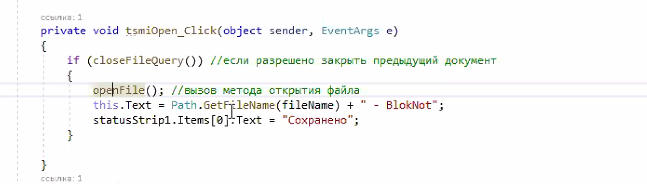 ссылка: 1
private void tsmiOpen_Click(object sender, EventArgs e)
{
if (closeFileQuery()) //если разрешено закрыть предыдущий документ
{
openFile(); //вызов метода открытия файла
this.Text = Path.GetFileName(fileName) + " - BlokNot";
statusStrip1.Items[0].Text = "Сохранено";
}
}
ссылка: 1